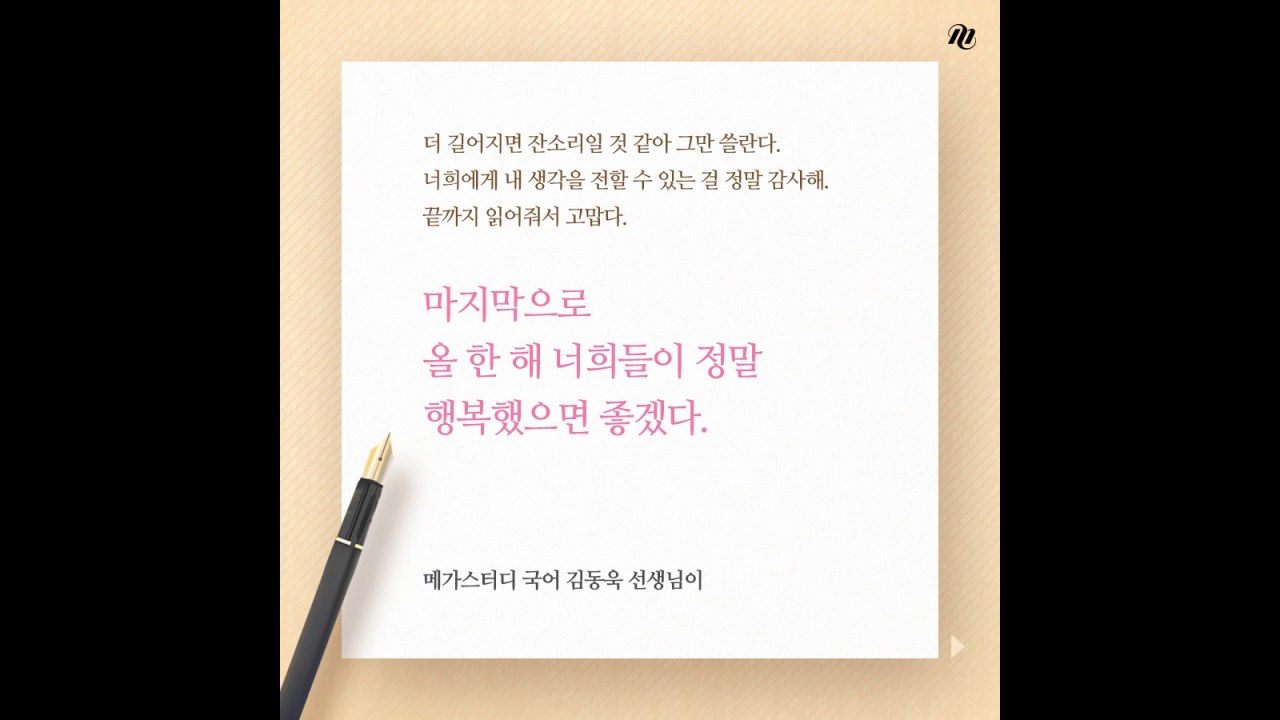 더 길어지면 잔소리일 것 같아 그만 쓸란다.
너희에게 내 생각을 전할 수 있는 걸 정말 감사해.
끝까지 읽어줘서 고맙다.
마지막으로
올 한 해 너희들이 정말
행복했으면 좋겠다.
메가스터디 국어 김동욱 선생님이